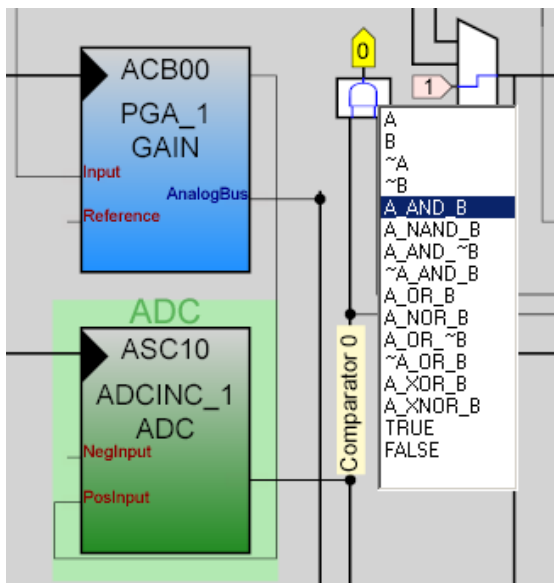 ACB00
PGA_1
GAIN
Input
AnalogBus
Reference
ADC
ASC10
ADCINC_1
ADC
NegInput
PosInput
Comparator 0
0
1
A
B
~A
~B
A_AND_B
A_NAND_B
A_AND_~B
~A_AND_B
A_OR_B
A_NOR_B
A_OR_~B
~A_OR_B
A_XOR_B
A_XNOR_B
TRUE
FALSE